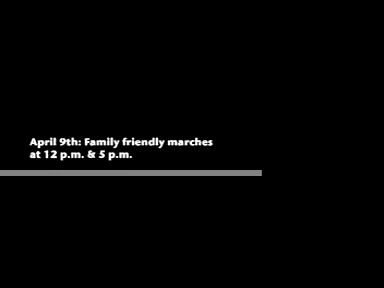 April 9th: Family friendly marches
at 12 p.m. & 5 p.m.